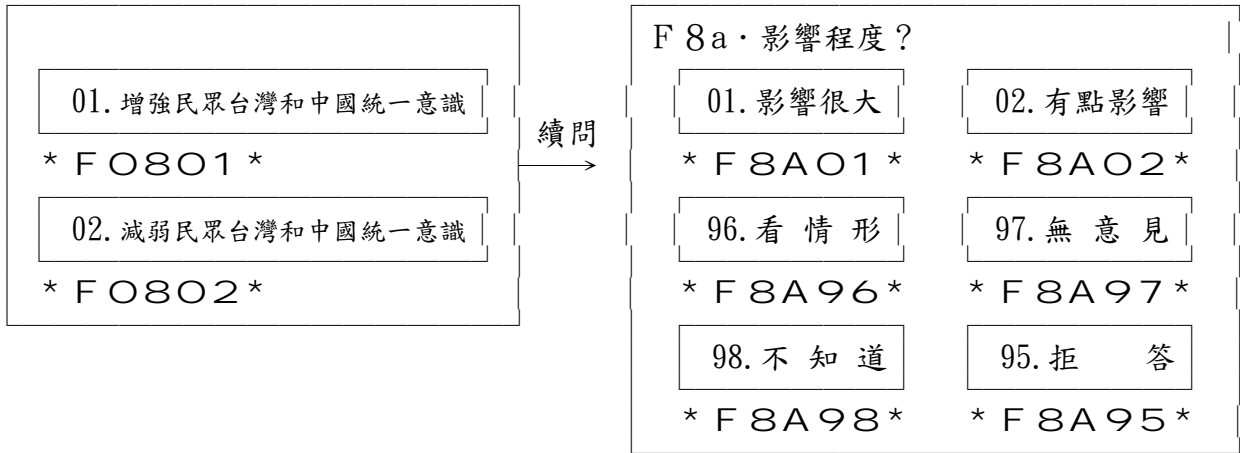 01.增強民眾台灣和中國統一意識
＊Ｆ０８０１＊
02.減弱民眾台灣和中國統一意識
＊Ｆ０８０２＊
續問
Ｆ８a．影響程度？
01.影響很大 02.有點影響
＊Ｆ８Ａ０１＊ ＊Ｆ８Ａ０２＊
96.看 情 形 97.無 意 見
＊Ｆ８Ａ９６＊ ＊Ｆ８Ａ９７＊
98.不 知 道 95.拒　　答
＊Ｆ８Ａ９８＊ ＊Ｆ８Ａ９５＊